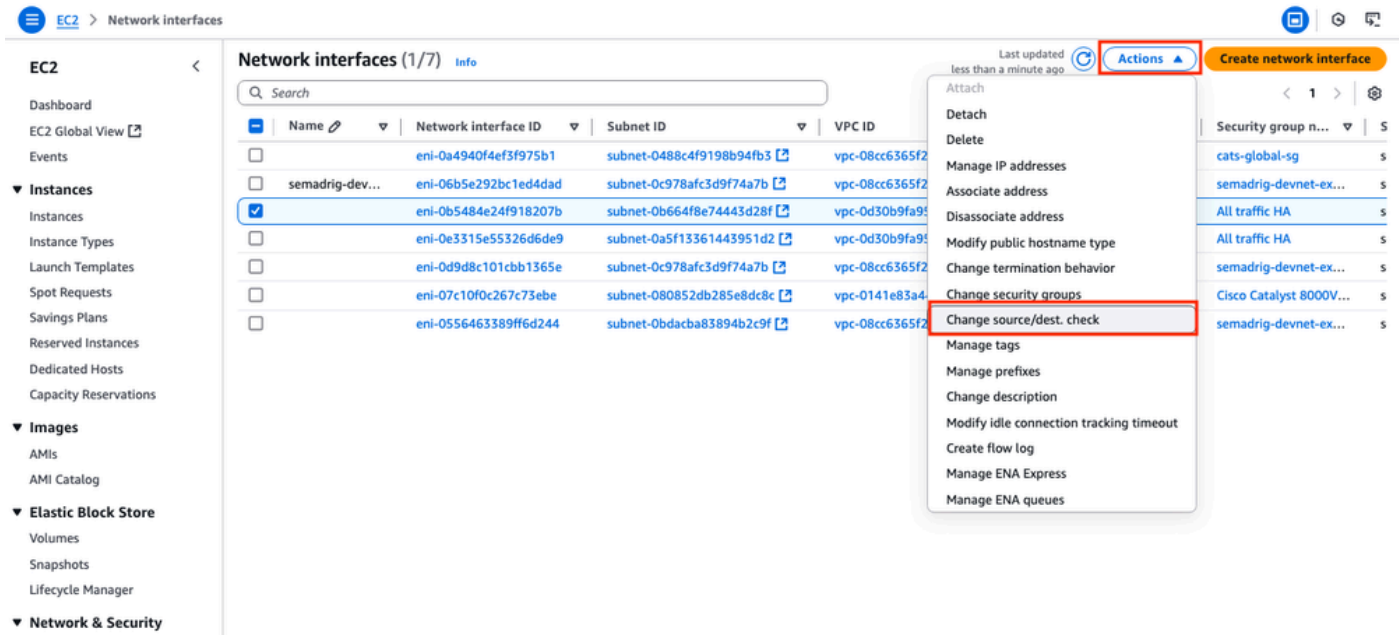 EC2 > Network interfaces
EC2
Dashboard
EC2 Global View
Events
Instances
Instances
Instance Types
Launch Templates
Spot Requests
Savings Plans
Reserved Instances
Dedicated Hosts
Capacity Reservations
Images
AMIs
AMI Catalog
Elastic Block Store
Volumes
Snapshots
Lifecycle Manager
Network & Security
Network interfaces (1/7) Info
Last updated
less than a minute ago
Actions
Create network interface
Search
1
Name Network interface ID Subnet ID VPC ID Security group n... S
eni-0a4940f4ef3f975b1 subnet-0488c4f9198b94fb3 vpc-08cc6365f2 cats-global-sg s
semadrig-dev... eni-06b5e292bc1ed4dad subnet-0c978afc3d9f74a7b vpc-08cc6365f2 semadrig-devnet-ex... s
eni-0b5484e24f918207b subnet-0b664f8e74443d28f vpc-0d30b9fa95 All traffic HA s
eni-0e3315e55326d6de9 subnet-0a5f13361443951d2 vpc-0d30b9fa95 All traffic HA s
eni-0d9d8c101cbb1365e subnet-0c978afc3d9f74a7b vpc-08cc6365f2 semadrig-devnet-ex... s
eni-07c10f0c267c73ebe subnet-080852db285e8dc8c vpc-0141e83a4 Cisco Catalyst 8000V... s
eni-0556463389ff6d244 subnet-0bdacba83894b2c9f vpc-08cc6365f2 semadrig-devnet-ex... s
Attach
Detach
Delete
Manage IP addresses
Associate address
Disassociate address
Modify public hostname type
Change termination behavior
Change security groups
Change source/dest. check
Manage tags
Manage prefixes
Change description
Modify idle connection tracking timeout
Create flow log
Manage ENA Express
Manage ENA queues